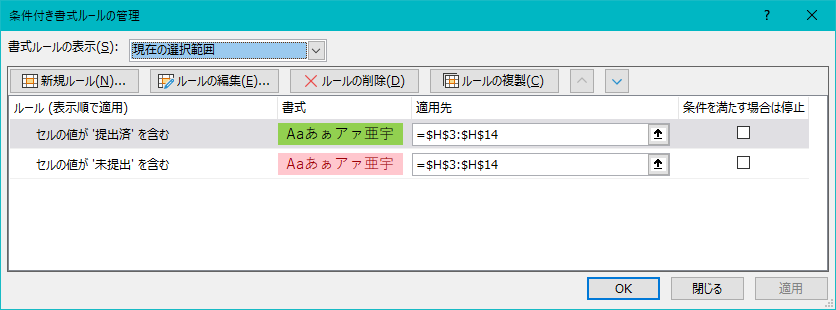 条件付き書式ルールの管理
書式ルールの表示(S): 現在の選択範囲
新規ルール(N)... ルールの編集(E)... ルールの削除(D) ルールの複製(C)
ルール (表示順で適用) 書式 適用先 条件を満たす場合は停止
セルの値が '提出済' を含む Aaあぁアァ亜宇 =$H$3:$H$14
セルの値が '未提出' を含む Aaあぁアァ亜宇 =$H$3:$H$14
OK 閉じる 適用